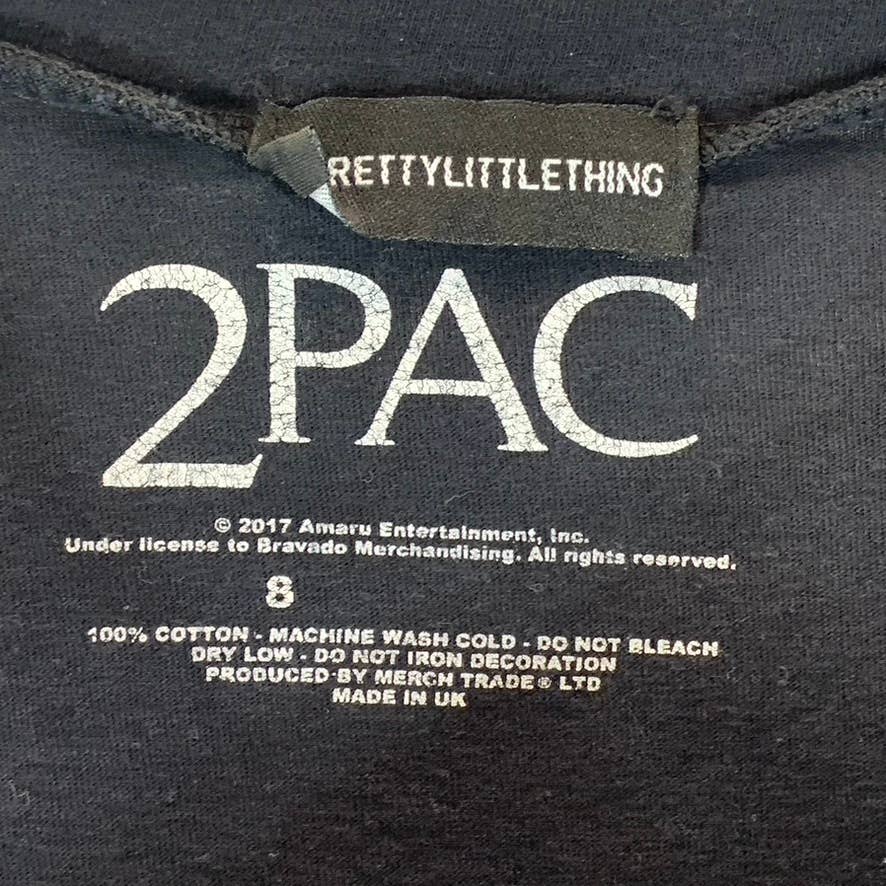 RETTYLITTLETHING
2PAC
© 2017 Amaru Entertainment, Inc.
Under license to Bravado Merchandising. All rights reserved.
8
100% COTTON - MACHINE WASH COLD - DO NOT BLEACH
DRY LOW - DO NOT IRON DECORATION
PRODUCED BY MERCH TRADE® LTD
MADE IN UK